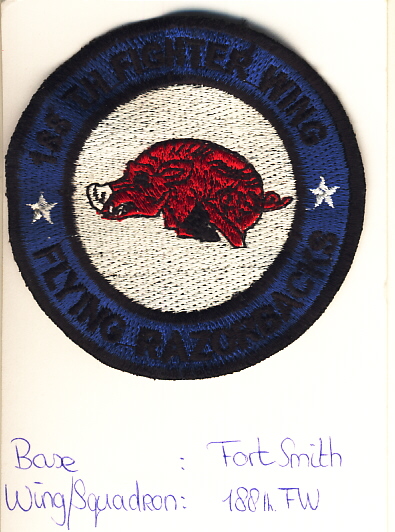 188 TH FIGHTER WING
FLYING RAZORBACKS
Base : Fort Smith
Wing/Squadron: 188th. FW